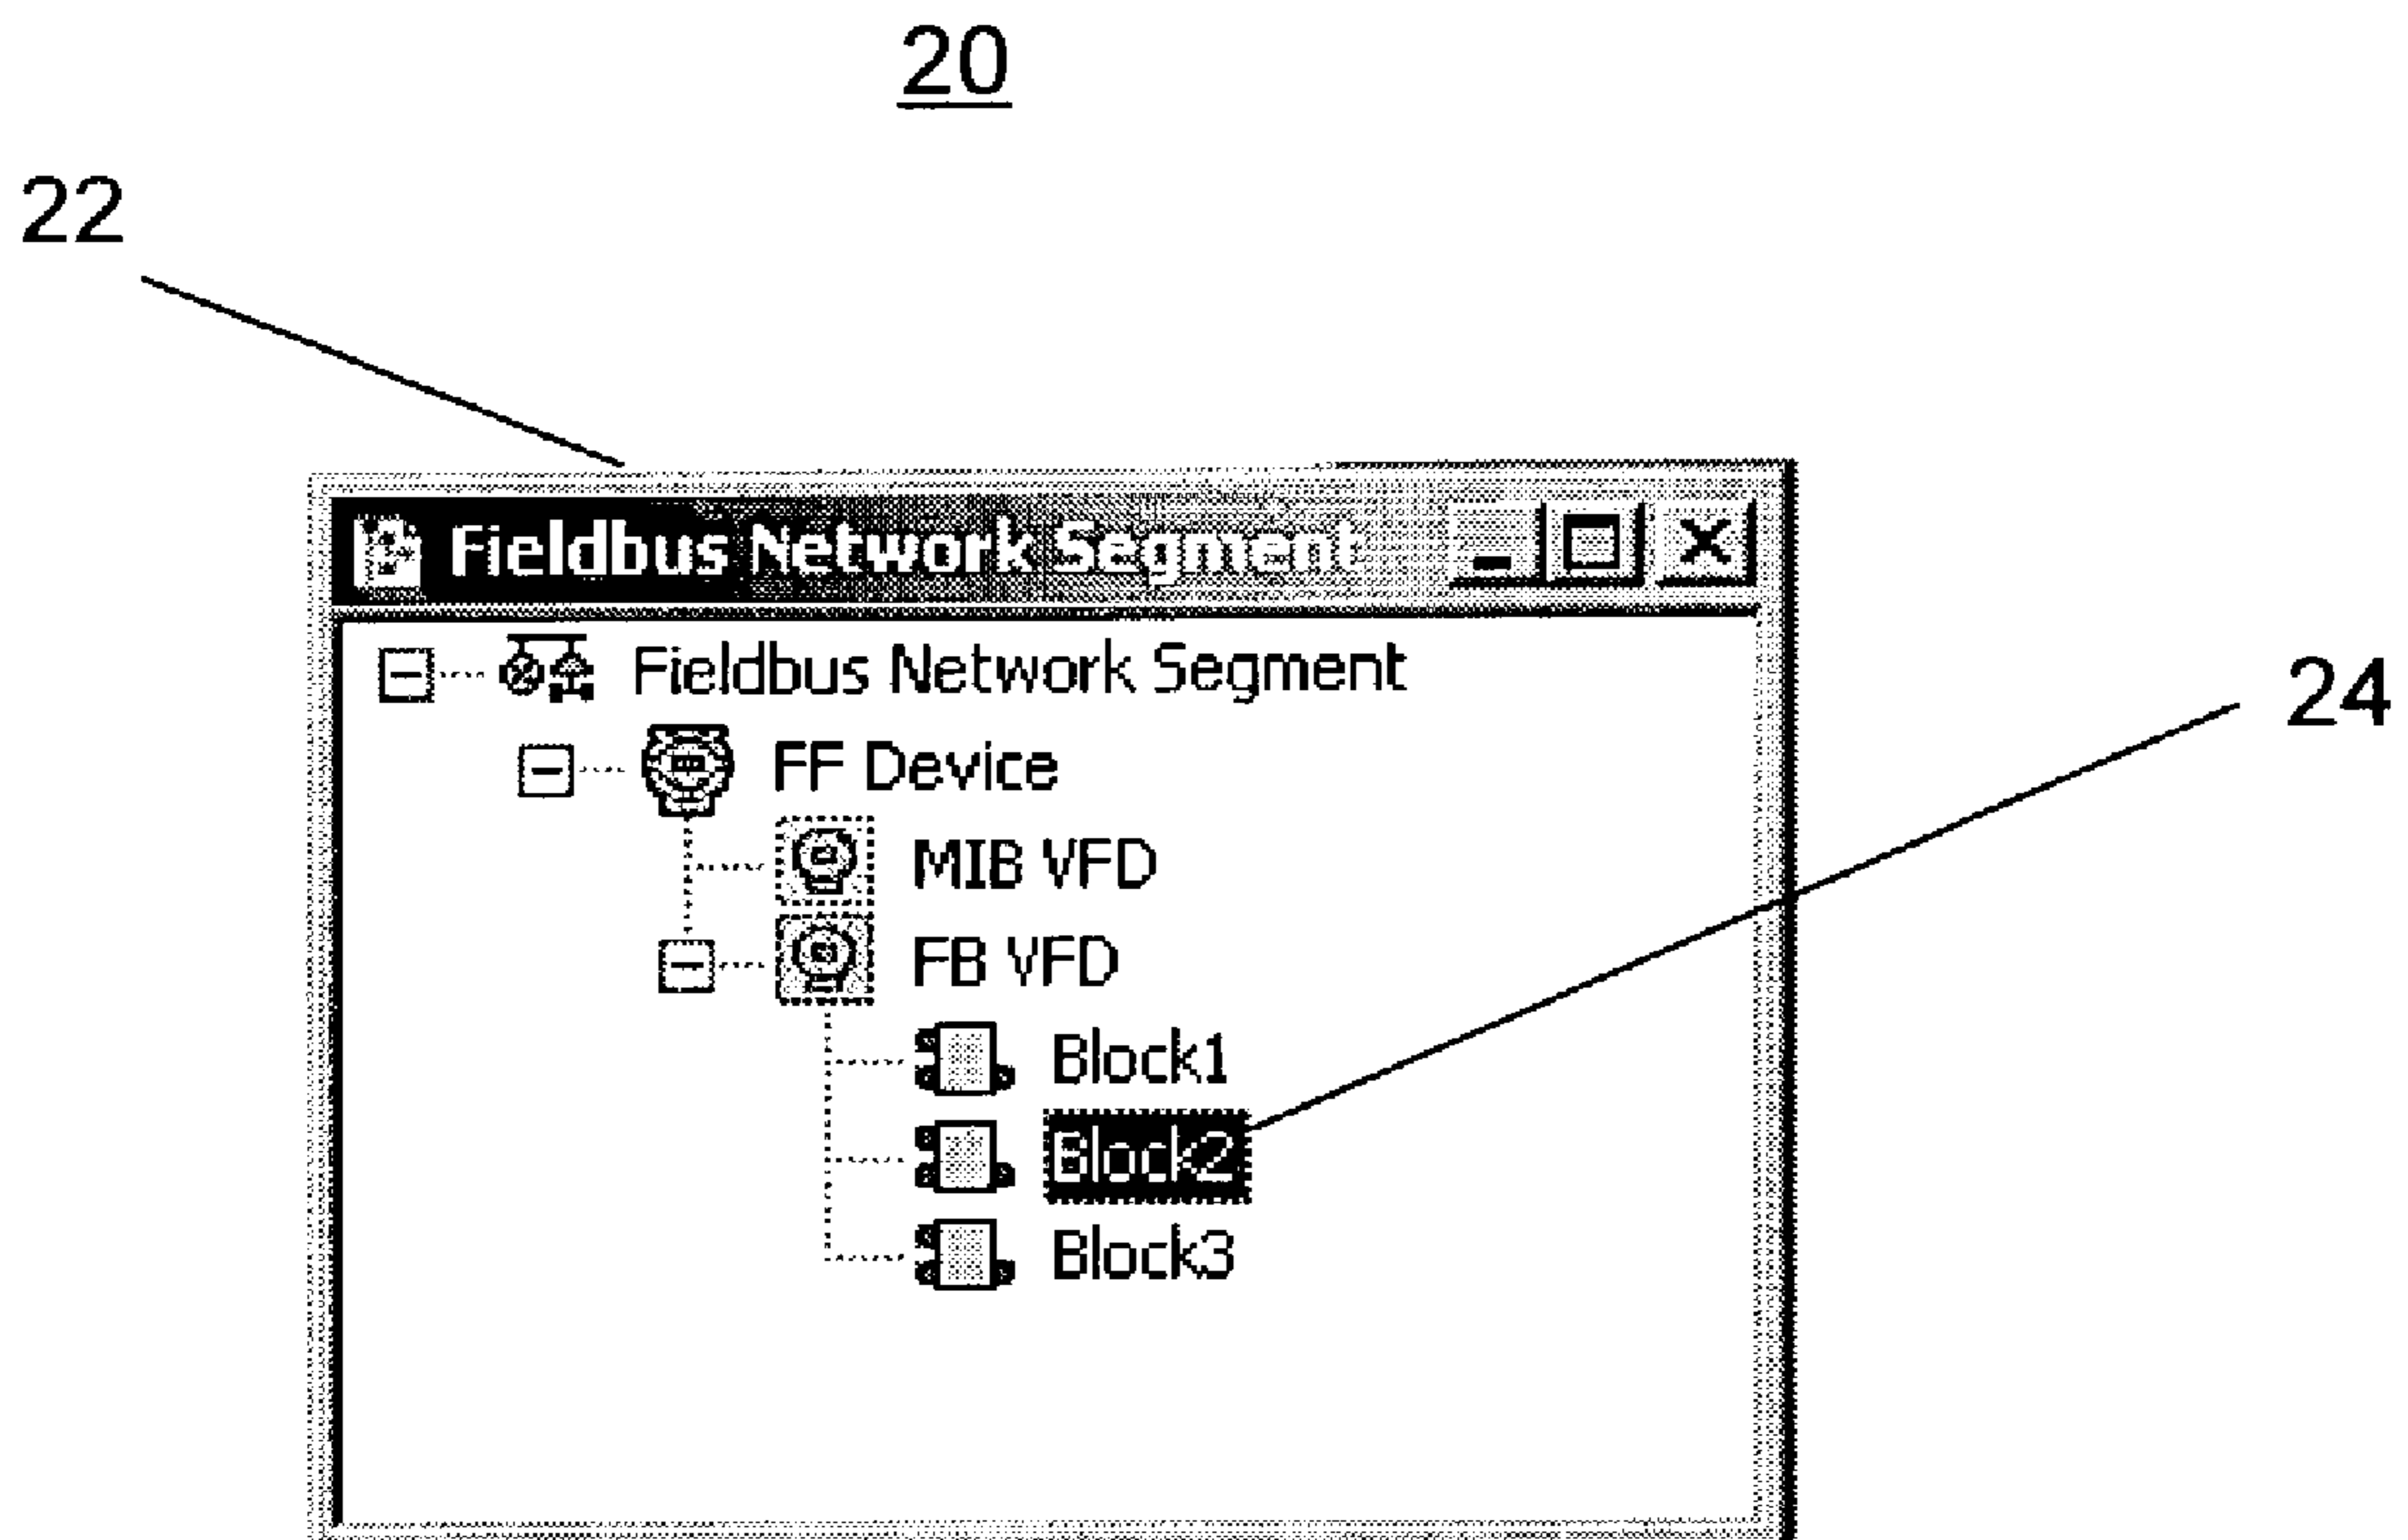 20
22
Fieldbus Network Segment
Fieldbus Network Segment
24
FF Device
MIB VFD
FB VFD
Block1
Block2
Block3